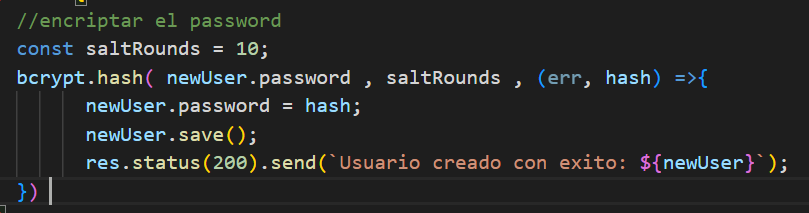 //encriptar el password
const saltRounds = 10;
bcrypt.hash( newUser.password , saltRounds , (err, hash) =>{
newUser.password = hash;
newUser.save();
res.status(200).send(`Usuario creado con exito: ${newUser}`);
})